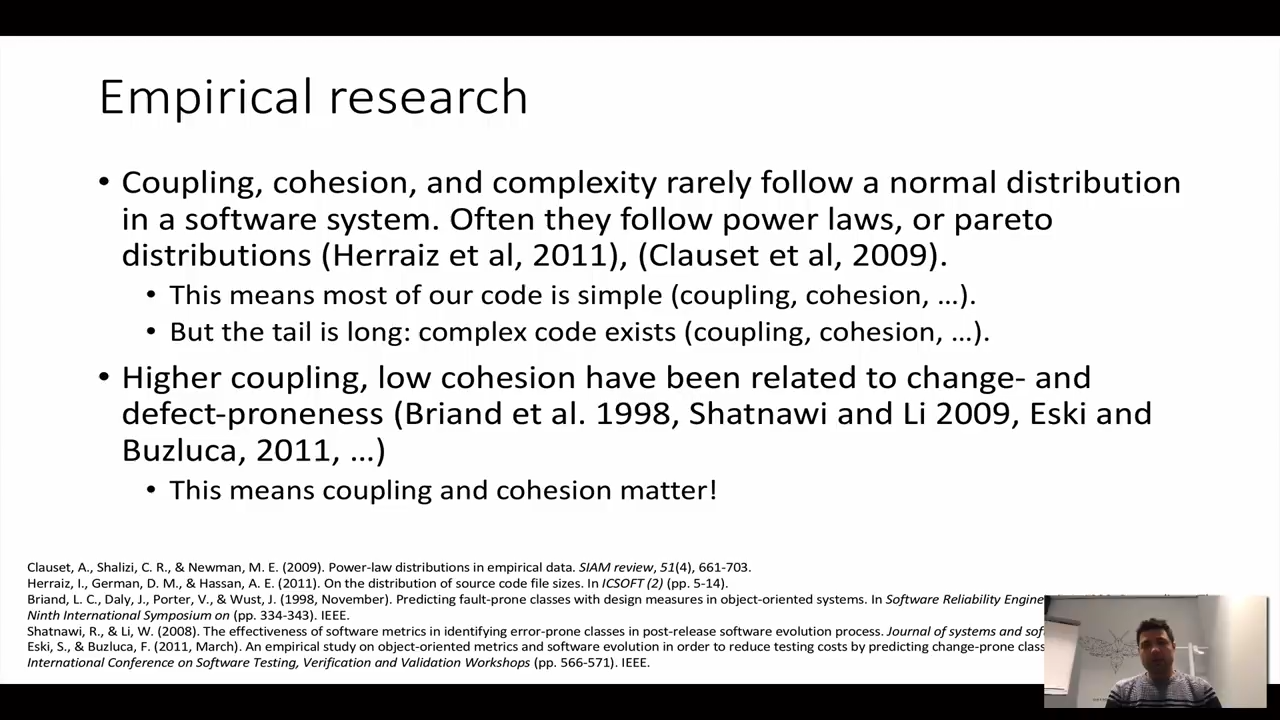 Empirical research
• Coupling, cohesion, and complexity rarely follow a normal distribution
in a software system. Often they follow power laws, or pareto
distributions (Herraiz et al, 2011), (Clauset et al, 2009).
• This means most of our code is simple (coupling, cohesion, …).
• But the tail is long: complex code exists (coupling, cohesion, …).
• Higher coupling, low cohesion have been related to change- and
defect-proneness (Briand et al. 1998, Shatnawi and Li 2009, Eski and
Buzluca, 2011, …)
• This means coupling and cohesion matter!
Clauset, A., Shalizi, C. R., & Newman, M. E. (2009). Power-law distributions in empirical data. SIAM review, 51(4), 661-703.
Herraiz, I., German, D. M., & Hassan, A. E. (2011). On the distribution of source code file sizes. In ICSOFT (2) (pp. 5-14).
Briand, L. C., Daly, J., Porter, V., & Wust, J. (1998, November). Predicting fault-prone classes with design measures in object-oriented systems. In Software Reliability Engine
Ninth International Symposium on (pp. 334-343). IEEE.
Shatnawi, R., & Li, W. (2008). The effectiveness of software metrics in identifying error-prone classes in post-release software evolution process. Journal of systems and sof
Eski, S., & Buzluca, F. (2011, March). An empirical study on object-oriented metrics and software evolution in order to reduce testing costs by predicting change-prone clas
International Conference on Software Testing, Verification and Validation Workshops (pp. 566-571). IEEE.